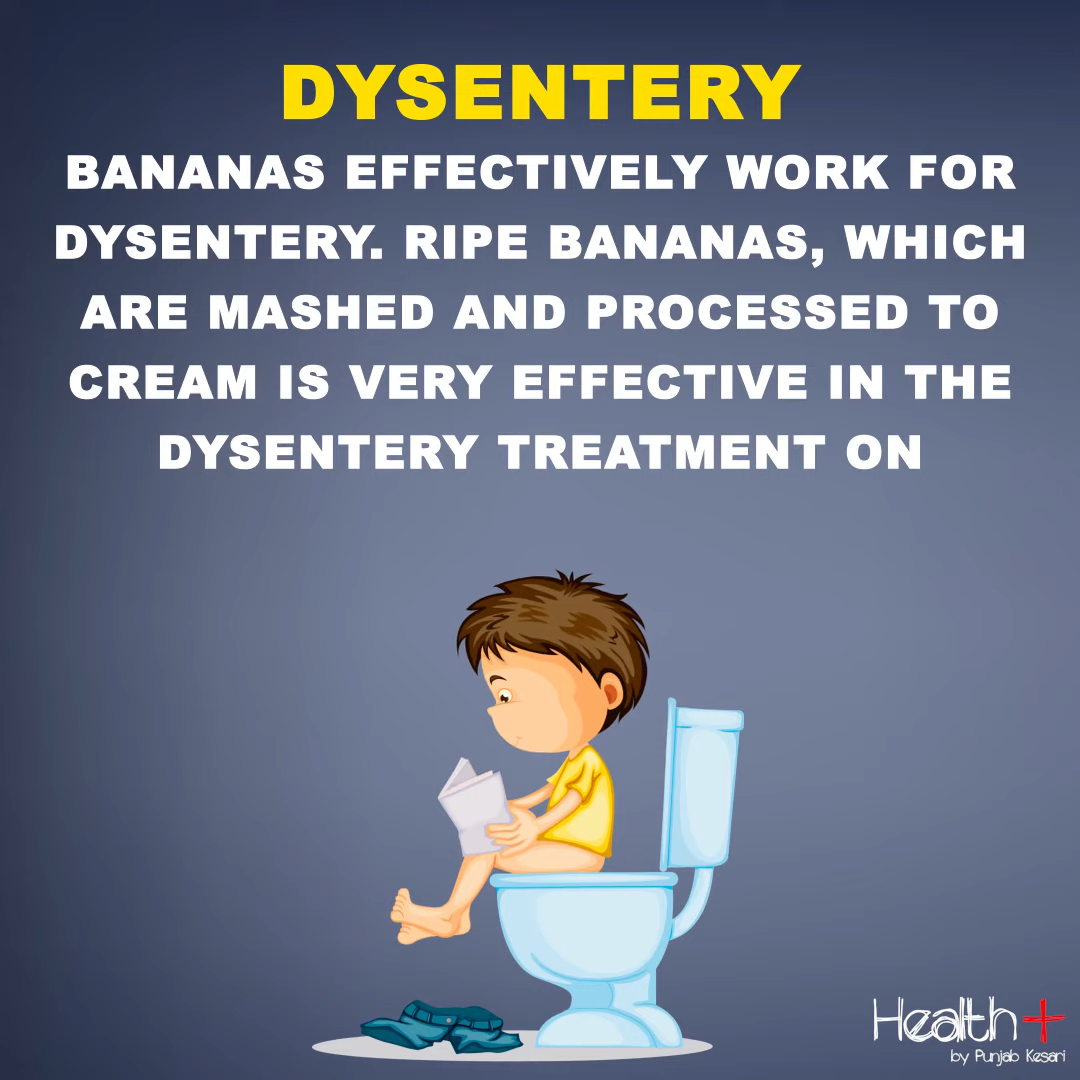 DYSENTERY
BANANAS EFFECTIVELY WORK FOR
DYSENTERY. RIPE BANANAS, WHICH
ARE MASHED AND PROCESSED TO
CREAM IS VERY EFFECTIVE IN THE
DYSENTERY TREATMENT ON
Health+
by Punjab Kesari